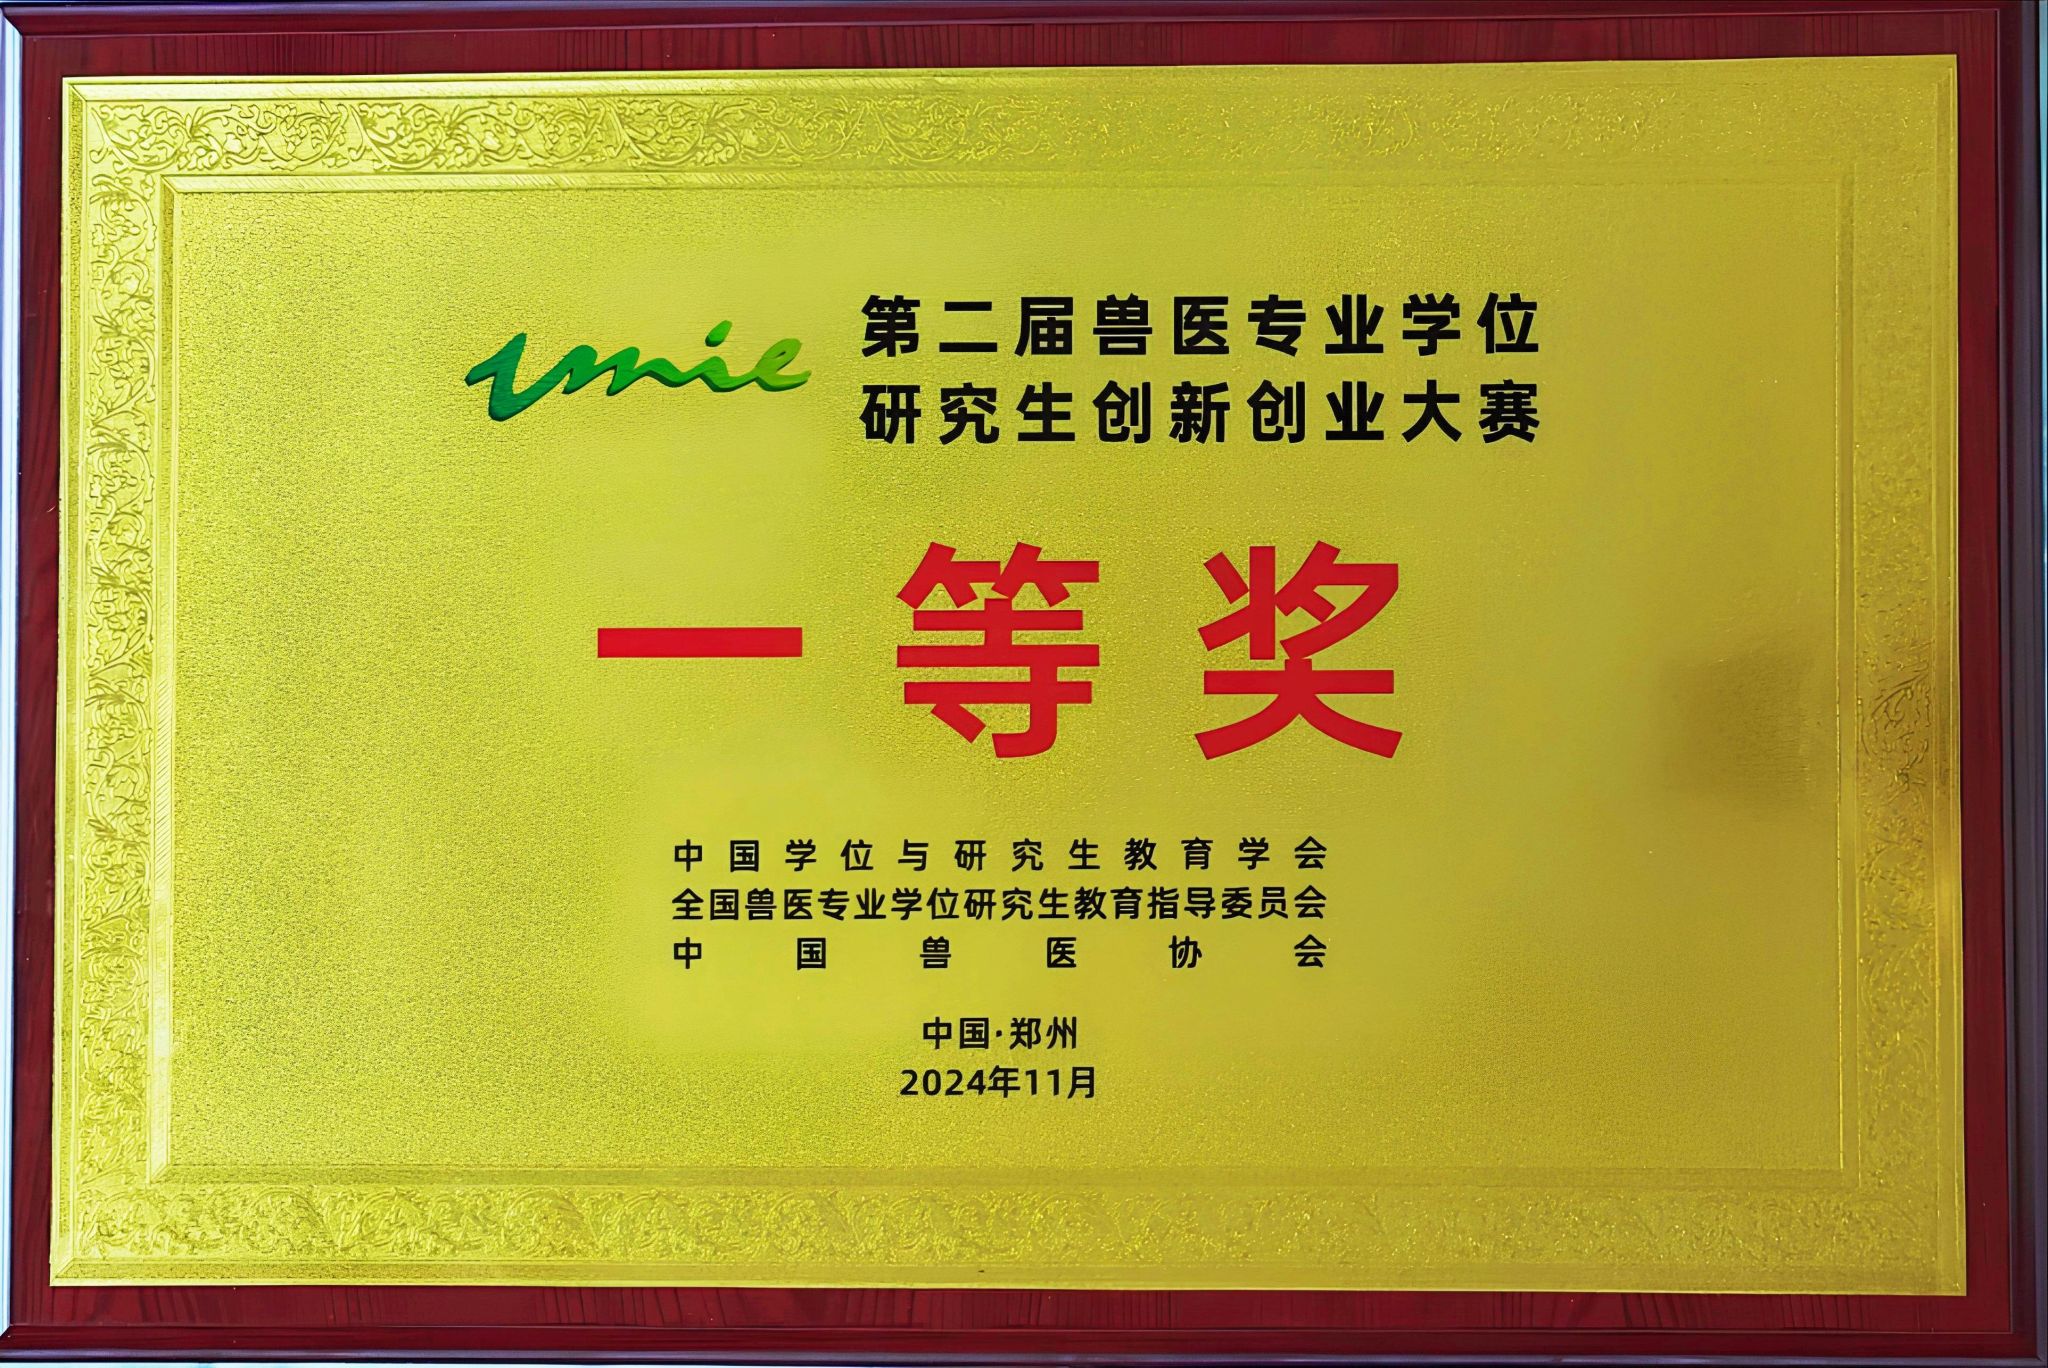 vmie
第二届兽医专业学位
研究生创新创业大赛
一等奖
中国学位与研究生教育学会
全国兽医专业学位研究生教育指导委员会
中国兽医协会
中国·郑州
2024年11月